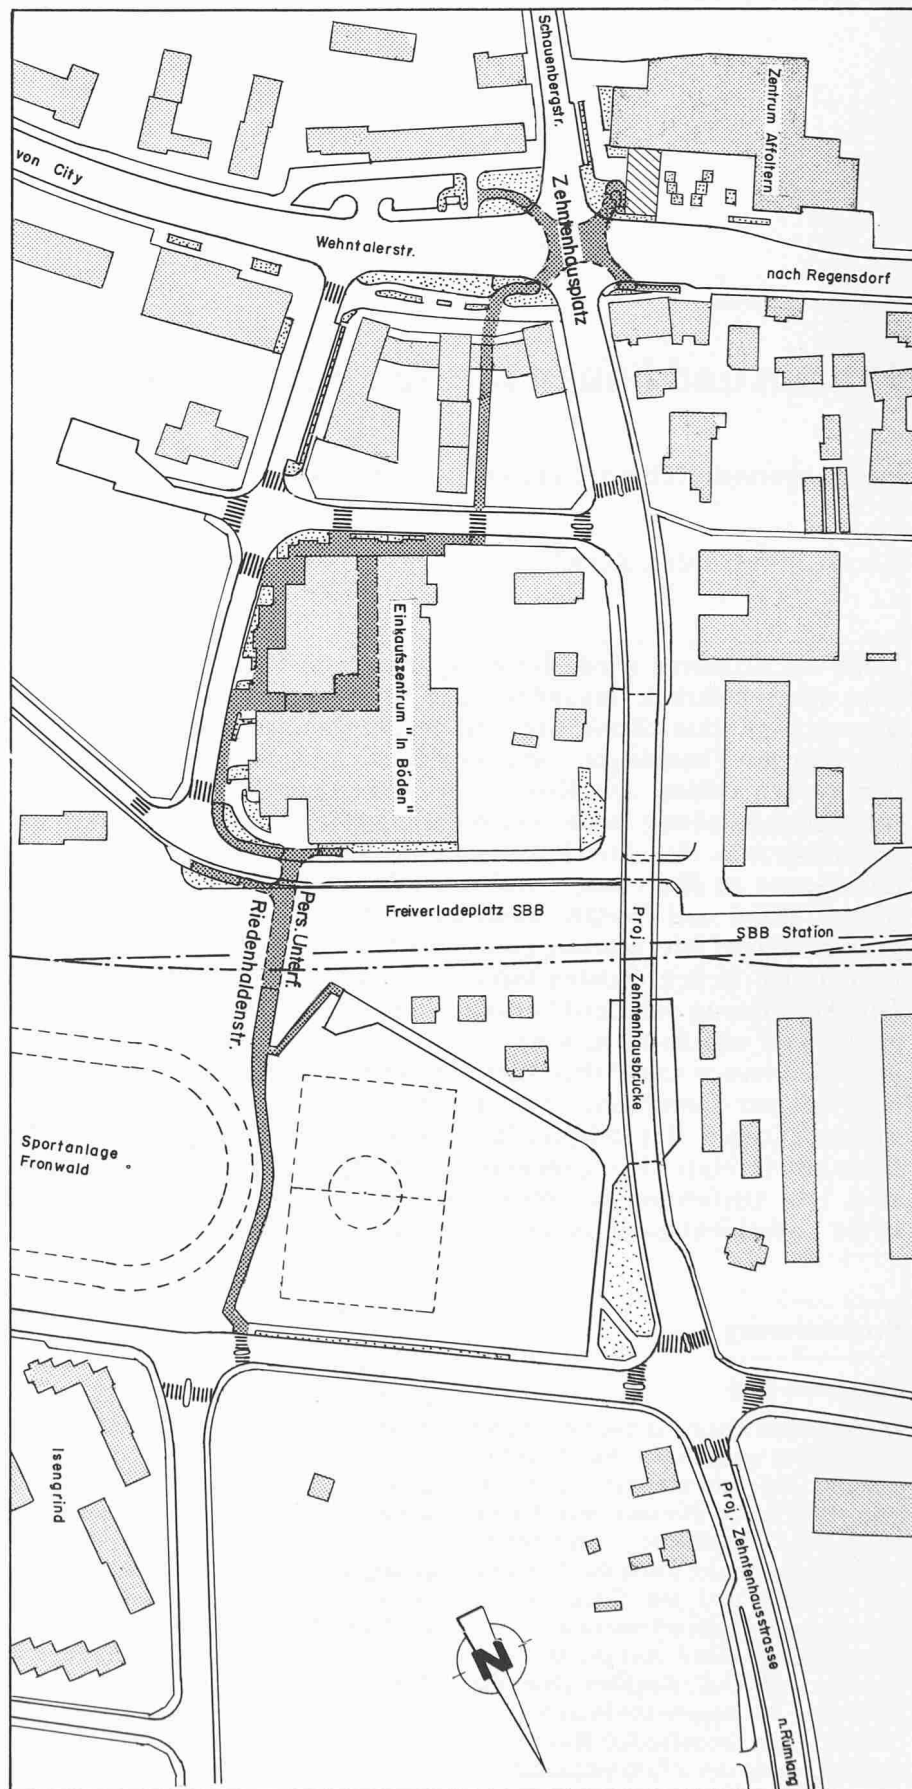 Schauenbergstr.
Zentrum Affoltern
von City
Zehntenhausplatz
Wehntalerstr.
nach Regensdorf
Einkaufszentrum "In Böden"
Freiverladeplatz SBB
SBB Station
Pers. Unterf.
Riedenhaldenstr.
Proj. Zehntenhausbrücke
Sportanlage
Fronwald
Isengrind
Proj. Zehntenhausstrasse
n. Rümlang
N